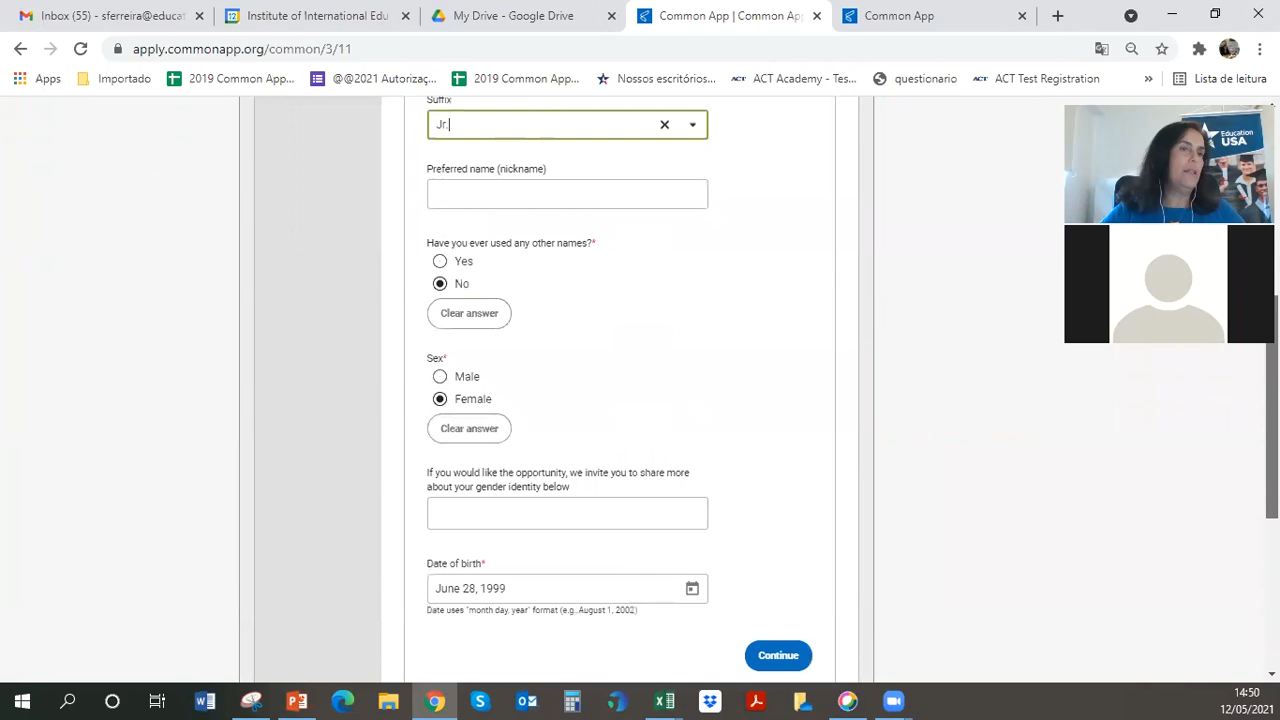 Inbox (55) - sferreira@educat
Institute of International Edu
My Drive - Google Drive
Common App | Common App
Common App
apply.commonapp.org/common/3/11
Apps
Importado
2019 Common App...
@@2021 Autorizaç...
2019 Common App...
Nossos escritórios...
ACT Academy - Tes...
questionario
ACT Test Registration
»
Lista de leitura
Suffix
Jr.
Preferred name (nickname)
Have you ever used any other names?*
Yes
No
Clear answer
Sex*
Male
Female
Clear answer
If you would like the opportunity, we invite you to share more
about your gender identity below
Date of birth*
June 28, 1999
Date uses "month day, year" format (e.g. August 1, 2002)
Continue
Education
USA
14:50
12/05/2021